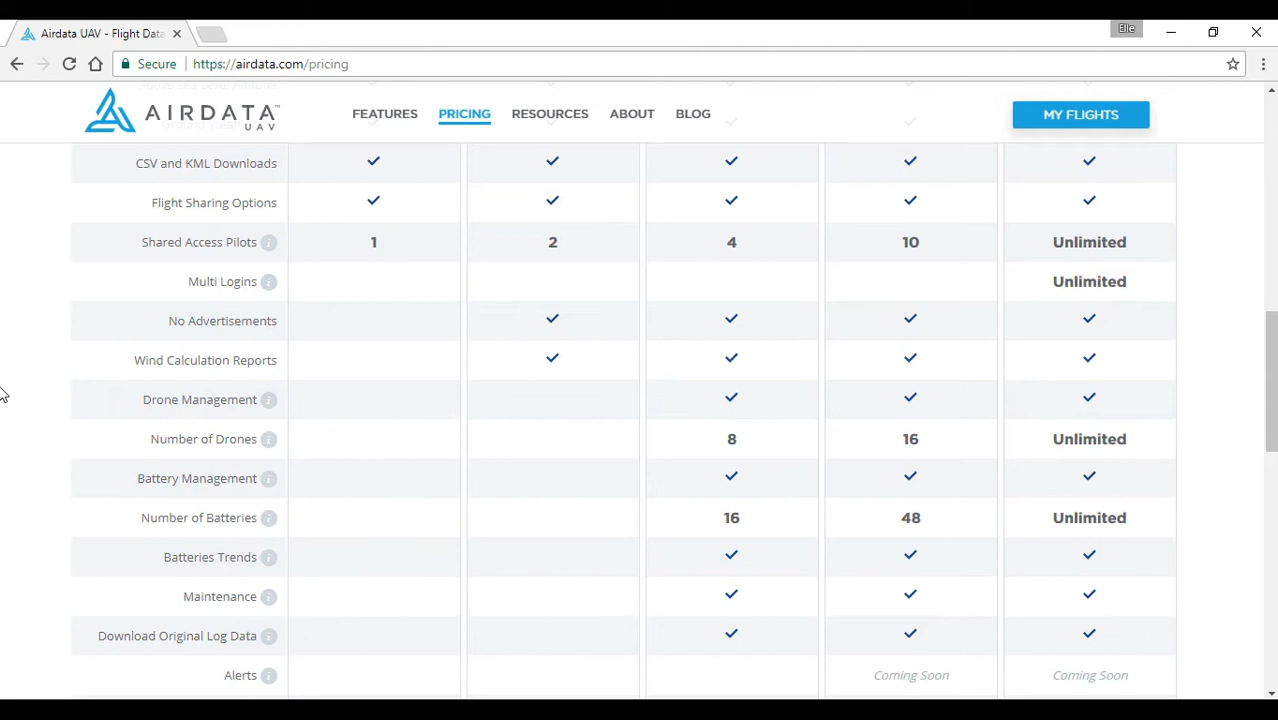 Airdata UAV - Flight Data
Elle
Secure https://airdata.com/pricing
AIRDATA™ UAV
FEATURES PRICING RESOURCES ABOUT BLOG
MY FLIGHTS
CSV and KML Downloads
Flight Sharing Options
Shared Access Pilots i 1 2 4 10 Unlimited
Multi Logins i Unlimited
No Advertisements
Wind Calculation Reports
Drone Management i
Number of Drones i 8 16 Unlimited
Battery Management i
Number of Batteries i 16 48 Unlimited
Batteries Trends i
Maintenance i
Download Original Log Data i
Alerts i Coming Soon Coming Soon